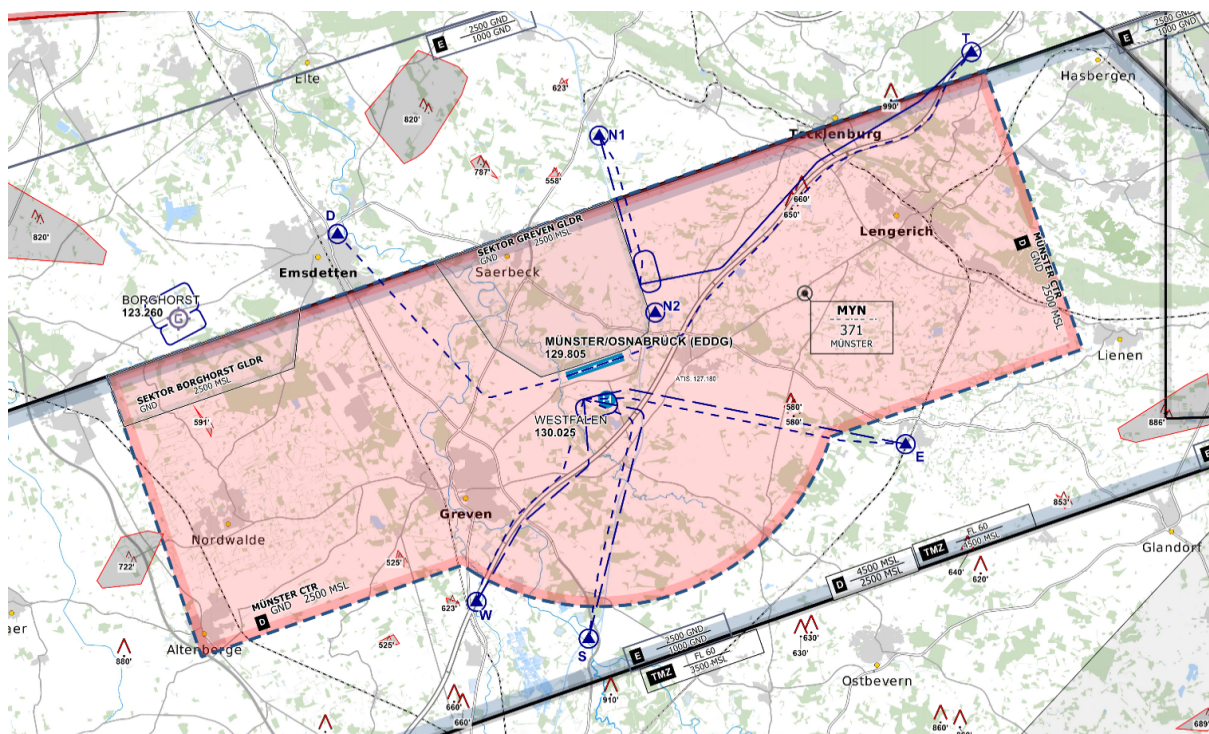 E
2500 GND
1000 GND
T
E
2500 GND
1000 GND
Elte
Hasbergen
623'
990'
820'
Tecklenburg
N1
787'
558'
660'
650'
D
820'
Lengerich
SEKTOR GREVEN GLDR
GND 2500 MSL
Emsdetten
Saerbeck
D
MÜNSTER CTR
GND 2500 MSL
BORGHORST
123.260
G
N2
MYN
371
MÜNSTER
MÜNSTER/OSNABRÜCK (EDDG)
129.805
Lienen
SEKTOR BORGHORST GLDR
GND 2500 MSL
ATIS: 127.180
591'
WESTFALEN
130.025
H
580'
580'
886'
E
E
Greven
853'
Nordwalde
FL 60
4500 MSL
TMZ
Glandorf
722'
525'
4500 MSL
2500 MSL
D
640'
620'
MÜNSTER CTR
GND 2500 MSL
D
623'
W
aer
Altenberge
525'
880'
S
630'
630'
2500 GND
1000 GND
E
FL 60
3500 MSL
TMZ
Ostbevern
910'
660'
660'
860'
689'